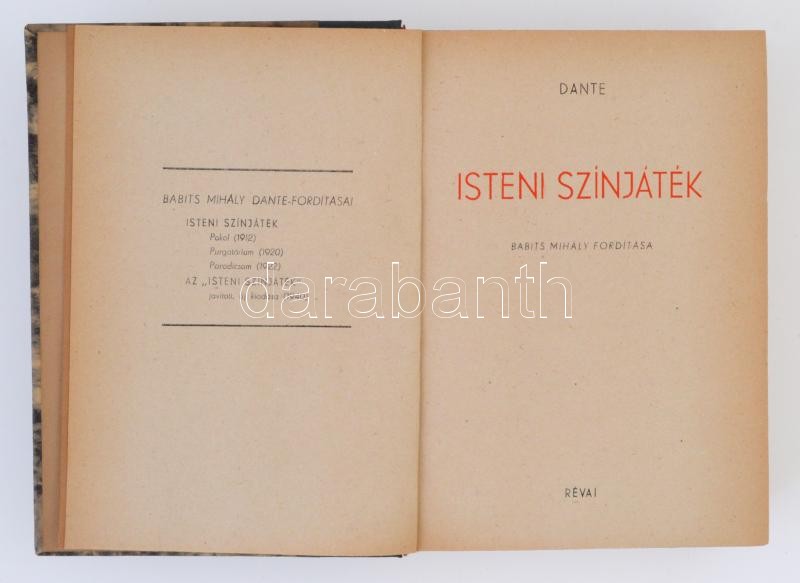 BABITS MIHÁLY DANTE-FORDÍTÁSAI
ISTENI SZÍNJÁTÉK
Pokol (1912)
Purgatórium (1920)
Paradicsom (1922)
AZ „ISTENI SZÍNJÁTÉK"
javított, új kiadása (1940)
DANTE
ISTENI SZÍNJÁTÉK
BABITS MIHÁLY FORDÍTÁSA
RÉVAI
darabanth